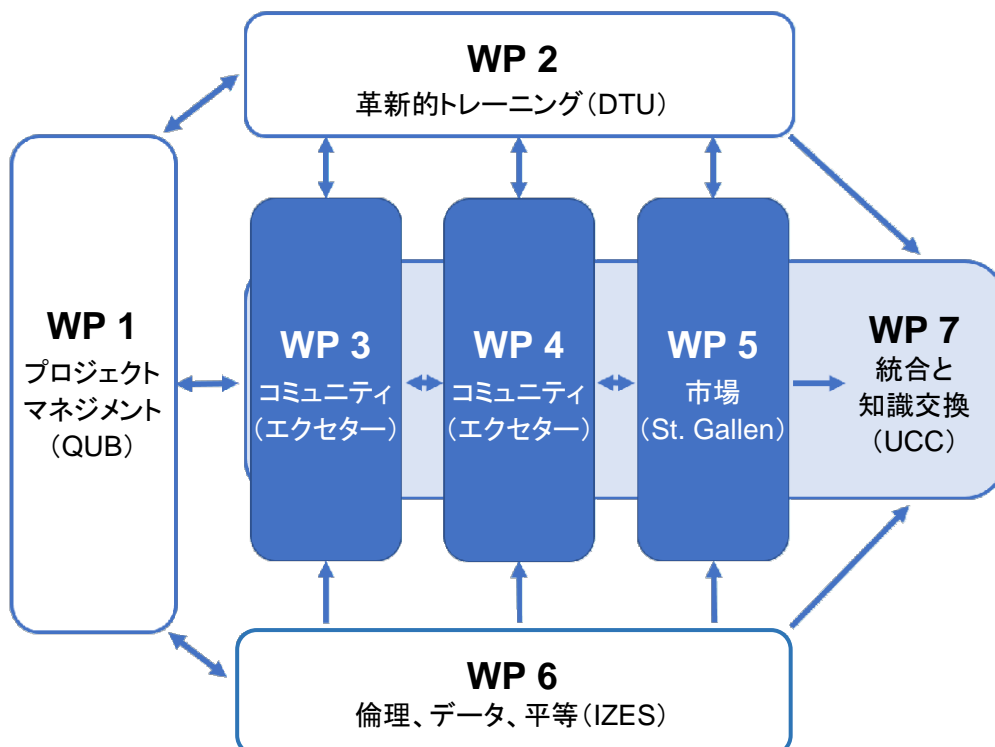 WP 2
革新的トレーニング（DTU）
WP 1
プロジェクト
マネジメント
（QUB）
WP 3
コミュニティ
（エクセター）
WP 4
コミュニティ
（エクセター）
WP 5
市場
（St. Gallen）
WP 7
統合と
知識交換
（UCC）
WP 6
倫理、データ、平等（IZES）